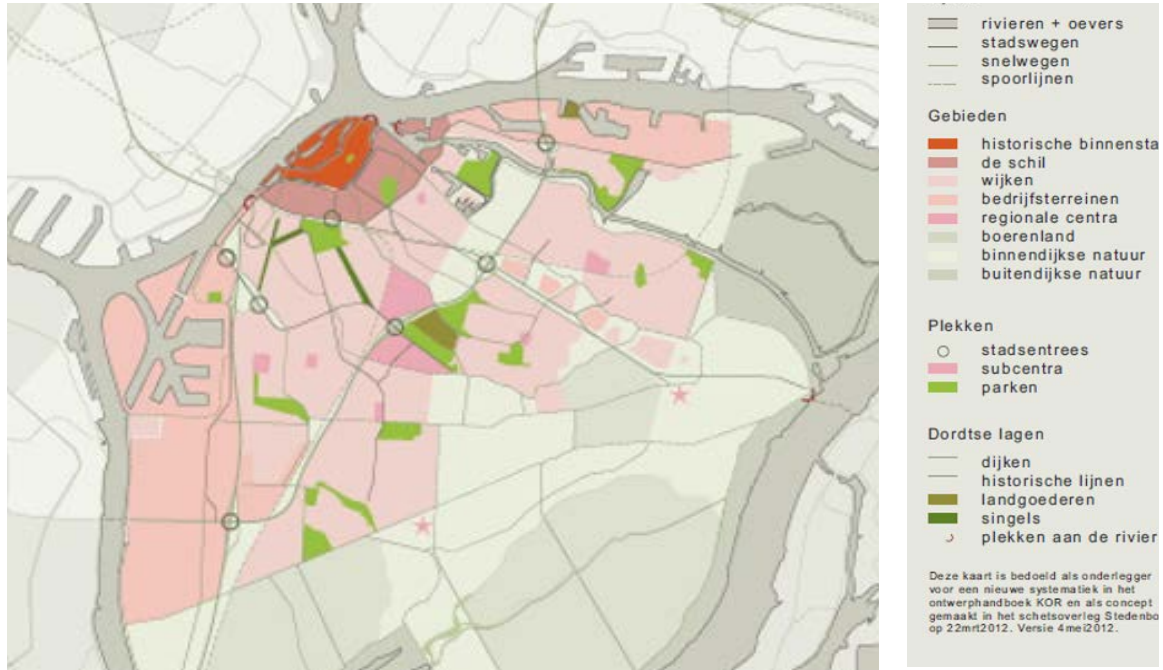 rivieren + oevers
stadswegen
snelwegen
spoorlijnen
Gebieden
historische binnensta
de schil
wijken
bedrijfsterreinen
regionale centra
boerenland
binnendijkse natuur
buitendijkse natuur
Plekken
stadsentrees
subcentra
parken
Dordtse lagen
dijken
historische lijnen
landgoederen
singels
plekken aan de rivier
Deze kaart is bedoeld als onderlegger
voor een nieuwe systematiek in het
ontwerphandboek KOR en als concept
gemaakt in het schetsoverleg Stedenbo
op 22mrt2012. Versie 4mei2012.